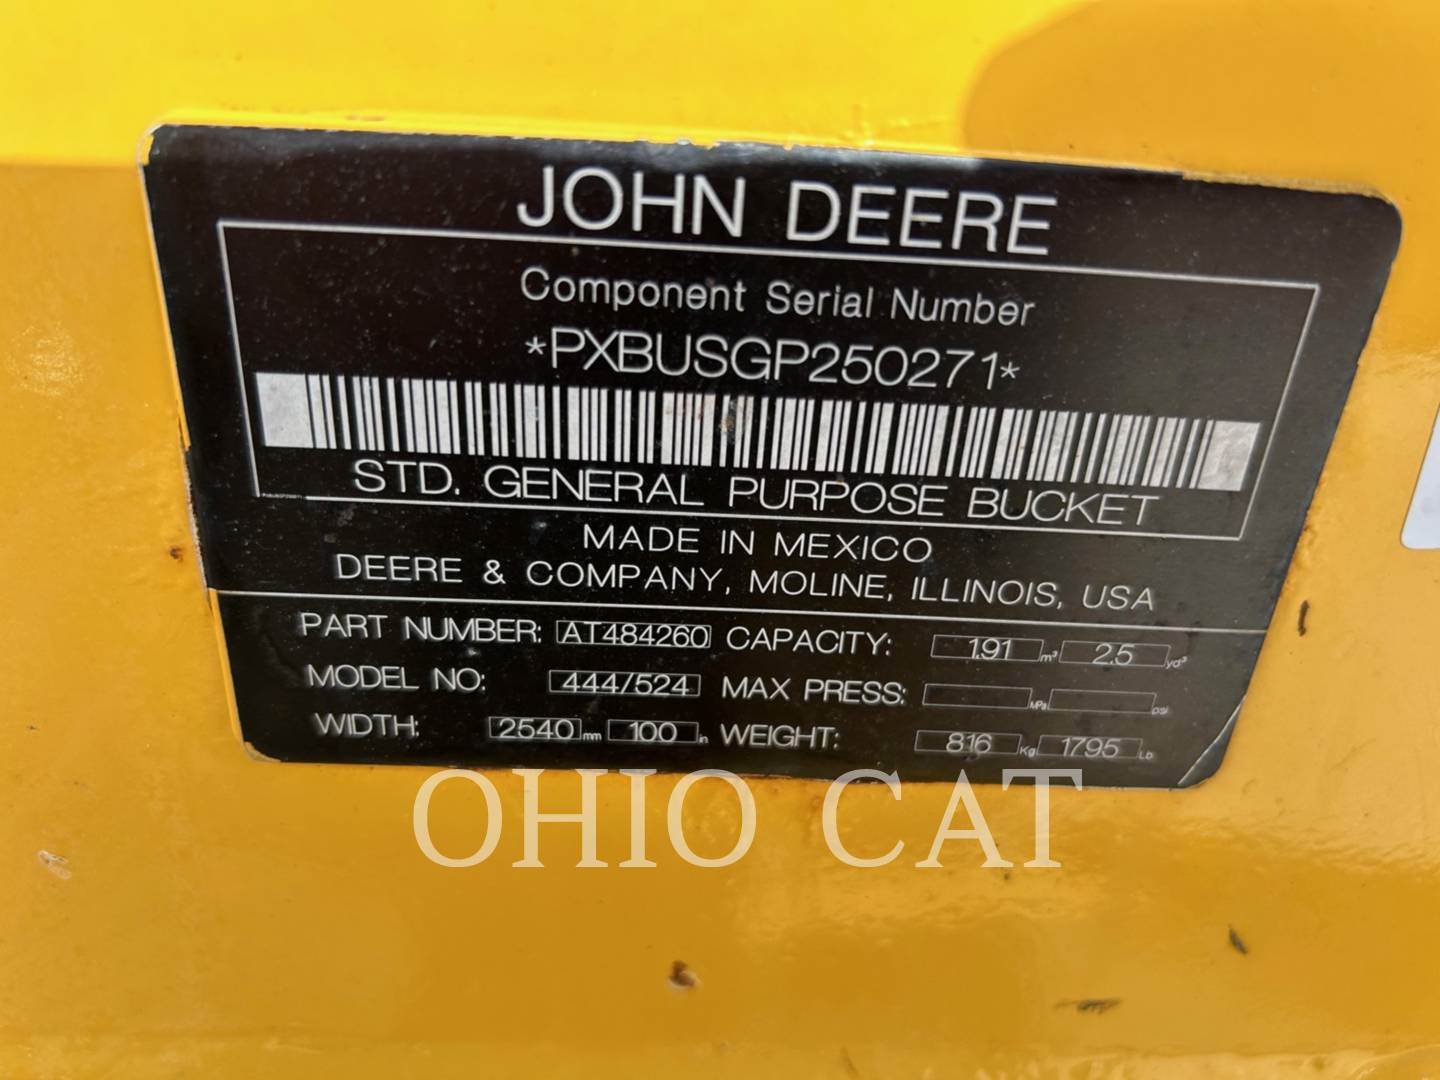 JOHN DEERE
Component Serial Number
*PXBUSGP250271*
STD. GENERAL PURPOSE BUCKET
MADE IN MEXICO
DEERE & COMPANY, MOLINE, ILLINOIS, USA
PART NUMBER: AT484260 CAPACITY: 1.91 m³ 2.5 yd³
MODEL NO: 444/524 MAX PRESS: MPa PSI
WIDTH: 2540 mm 100 in WEIGHT: 816 Kg 1795 LB
OHIO CAT